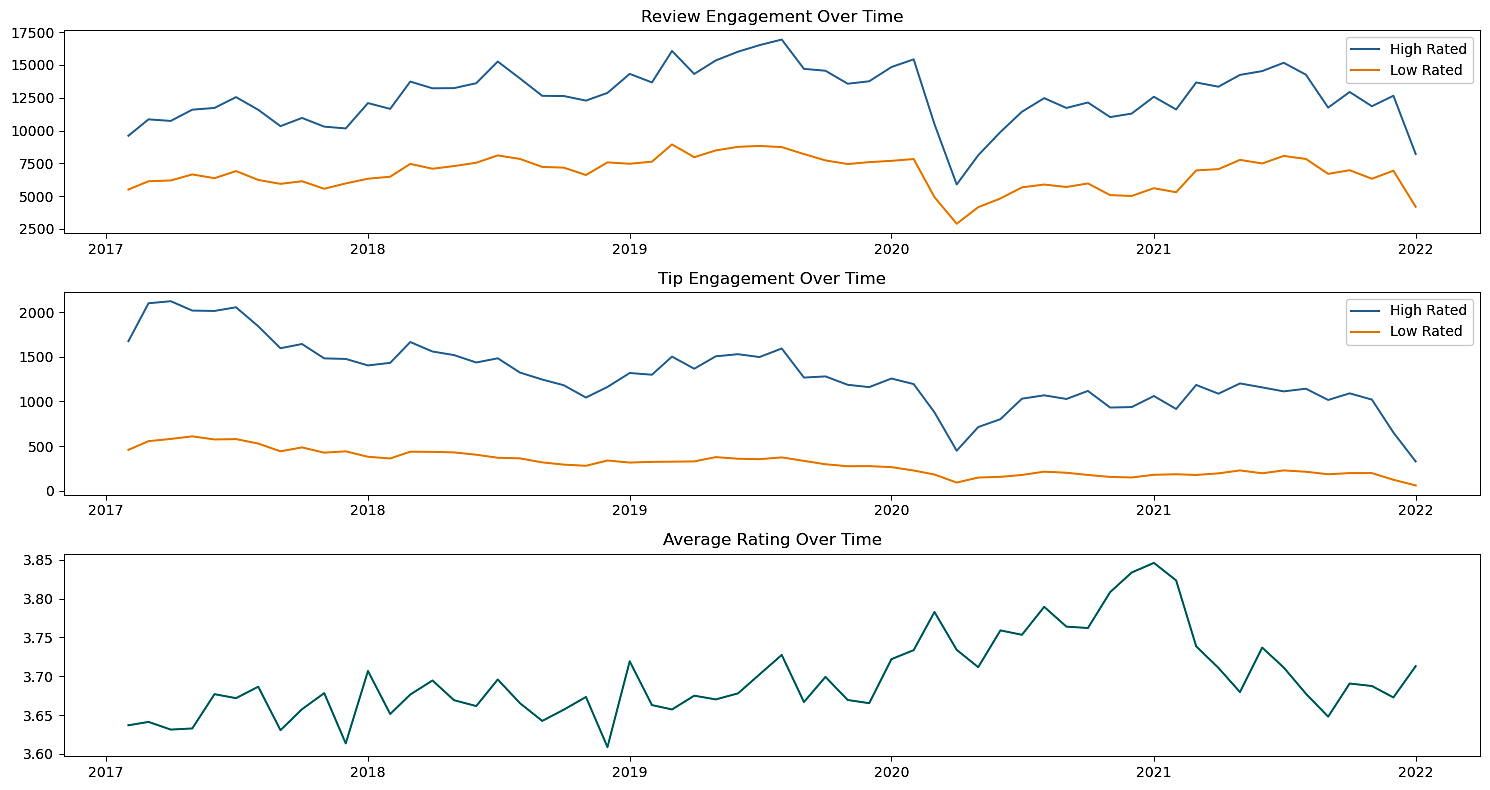 Review Engagement Over Time
17500
15000
12500
10000
7500
5000
2500
High Rated
Low Rated
2017 2018 2019 2020 2021 2022
Tip Engagement Over Time
2000
1500
1000
500
0
High Rated
Low Rated
2017 2018 2019 2020 2021 2022
Average Rating Over Time
3.85
3.80
3.75
3.70
3.65
3.60
2017 2018 2019 2020 2021 2022